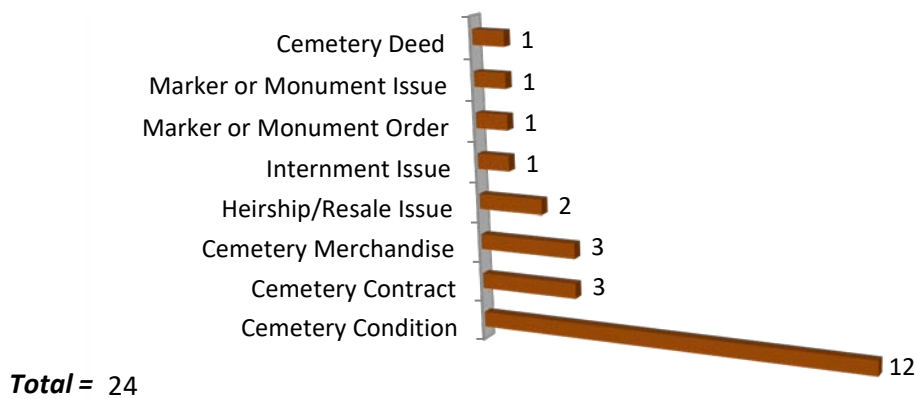 Cemetery Deed 1
Marker or Monument Issue 1
Marker or Monument Order 1
Internment Issue 1
Heirship/Resale Issue 2
Cemetery Merchandise 3
Cemetery Contract 3
Cemetery Condition 12
Total = 24